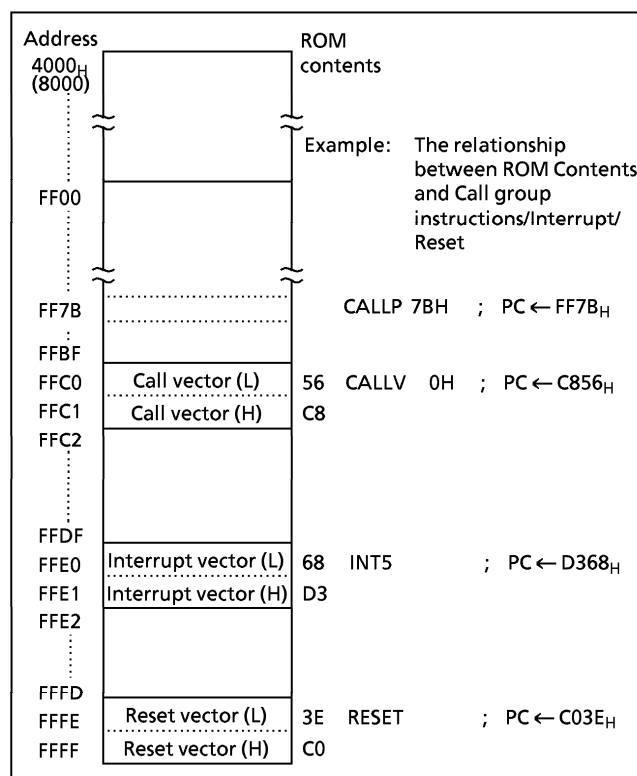 Address
ROM
4000H
contents
(8000)
Example: The relationship
between ROM Contents
and Call group
instructions/Interrupt/
Reset
FF00
FF7B CALLP 7BH ; PC ← FF7BH
FFBF
FFC0 Call vector (L) 56 CALLV 0H ; PC ← C856H
FFC1 Call vector (H) C8
FFC2
FFDF
FFE0 Interrupt vector (L) 68 INT5 ; PC ← D368H
FFE1 Interrupt vector (H) D3
FFE2
FFFD
FFFE Reset vector (L) 3E RESET ; PC ← C03EH
FFFF Reset vector (H) C0